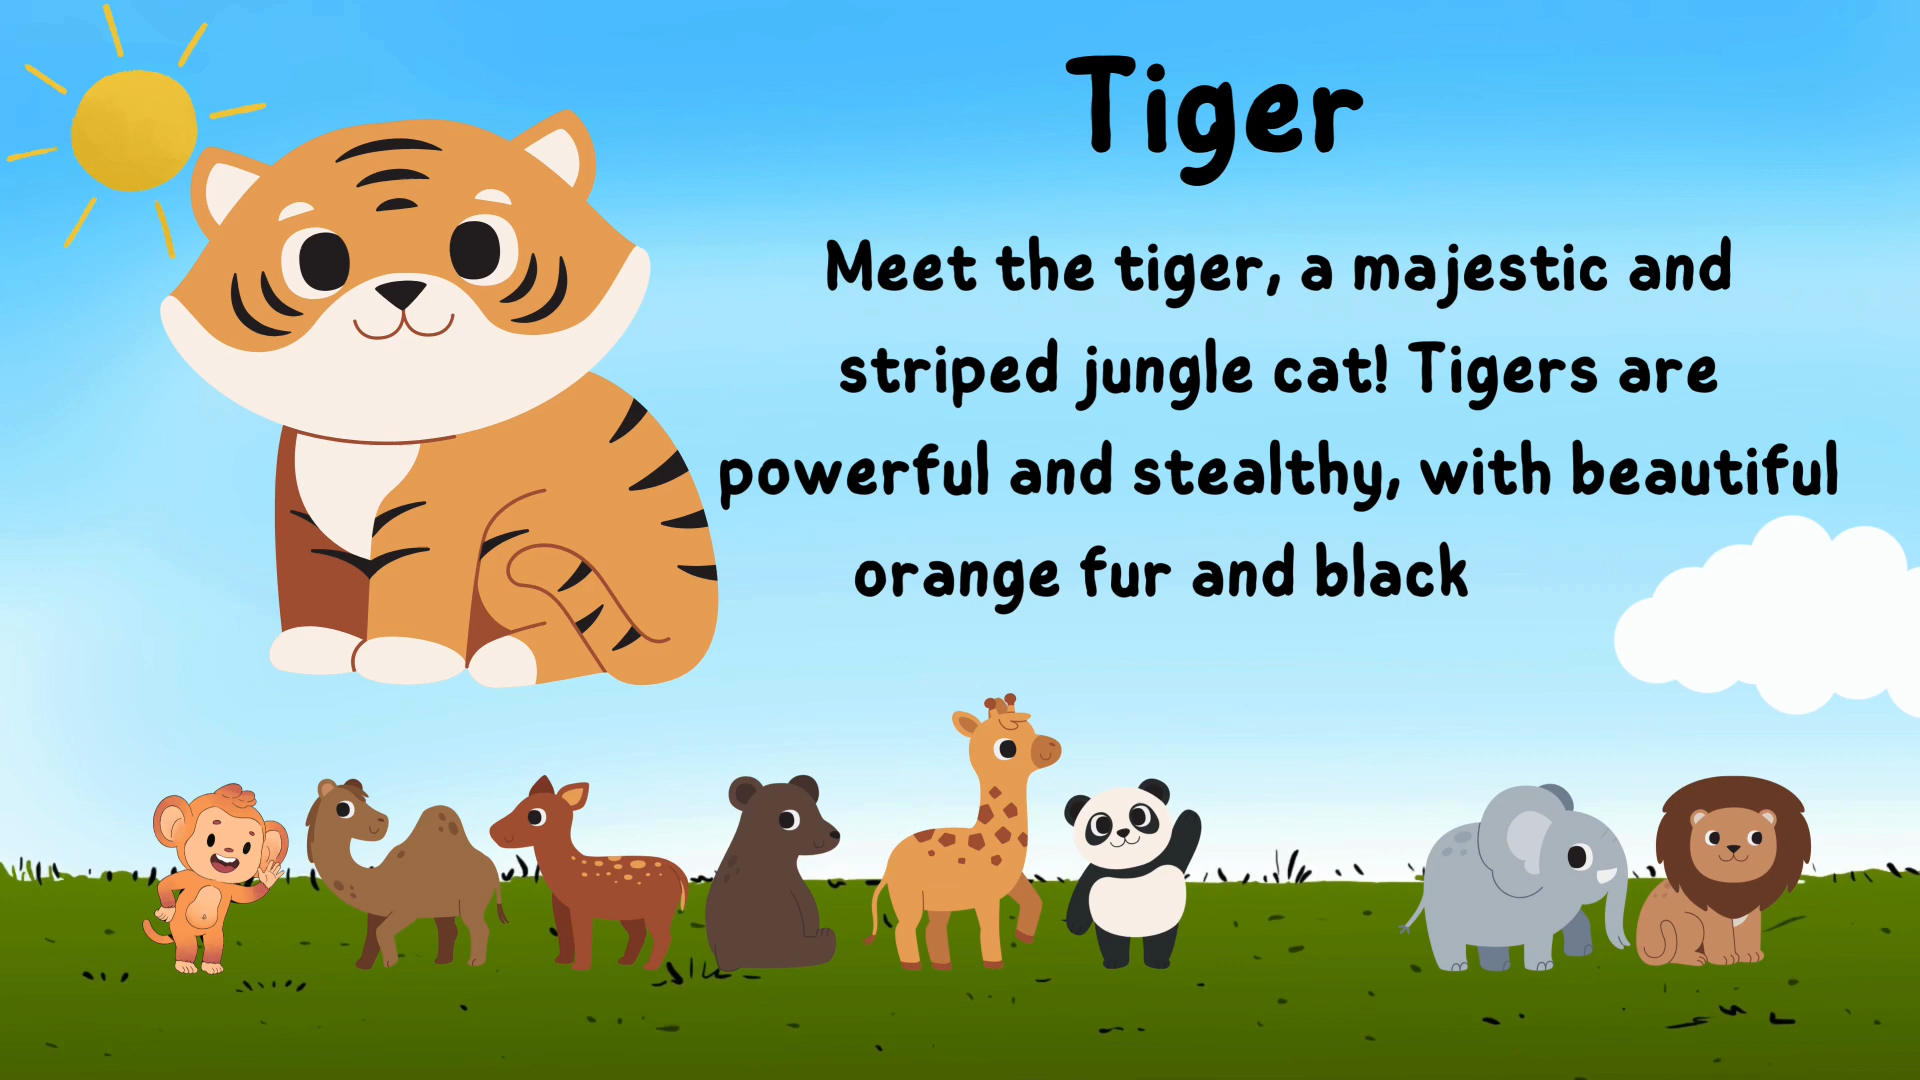 Tiger
Meet the tiger, a majestic and
striped jungle cat! Tigers are
powerful and stealthy, with beautiful
orange fur and black